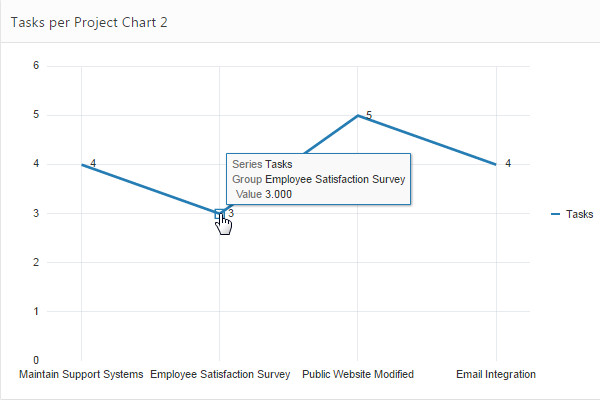 Tasks per Project Chart 2
6
5
5
4
4
4
Series Tasks
Group Employee Satisfaction Survey
Value 3.000
3
3
Tasks
2
1
0
Maintain Support Systems Employee Satisfaction Survey Public Website Modified Email Integration